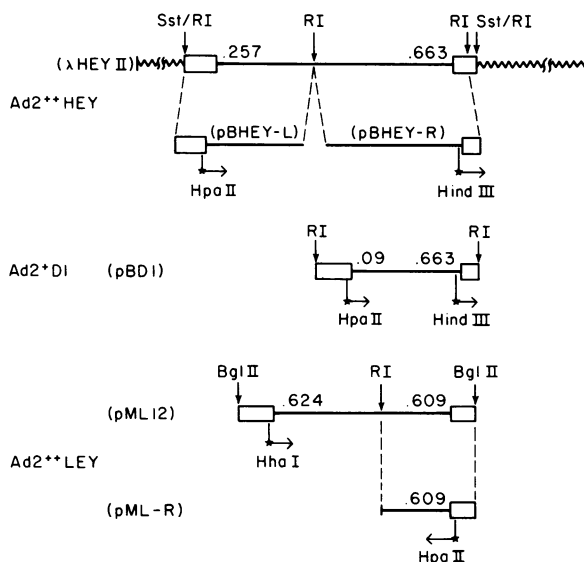 Sst/RI RI RI Sst/RI
(λHEY II) .257 .663
Ad2++HEY
(pBHEY-L) (pBHEY-R)
Hpa II Hind III
RI RI
Ad2+D1 (pBD1) .09 .663
Hpa II Hind III
Bgl II RI Bgl II
(pML12) .624 .609
Hha I
Ad2++LEY
(pML-R) .609
Hpa II